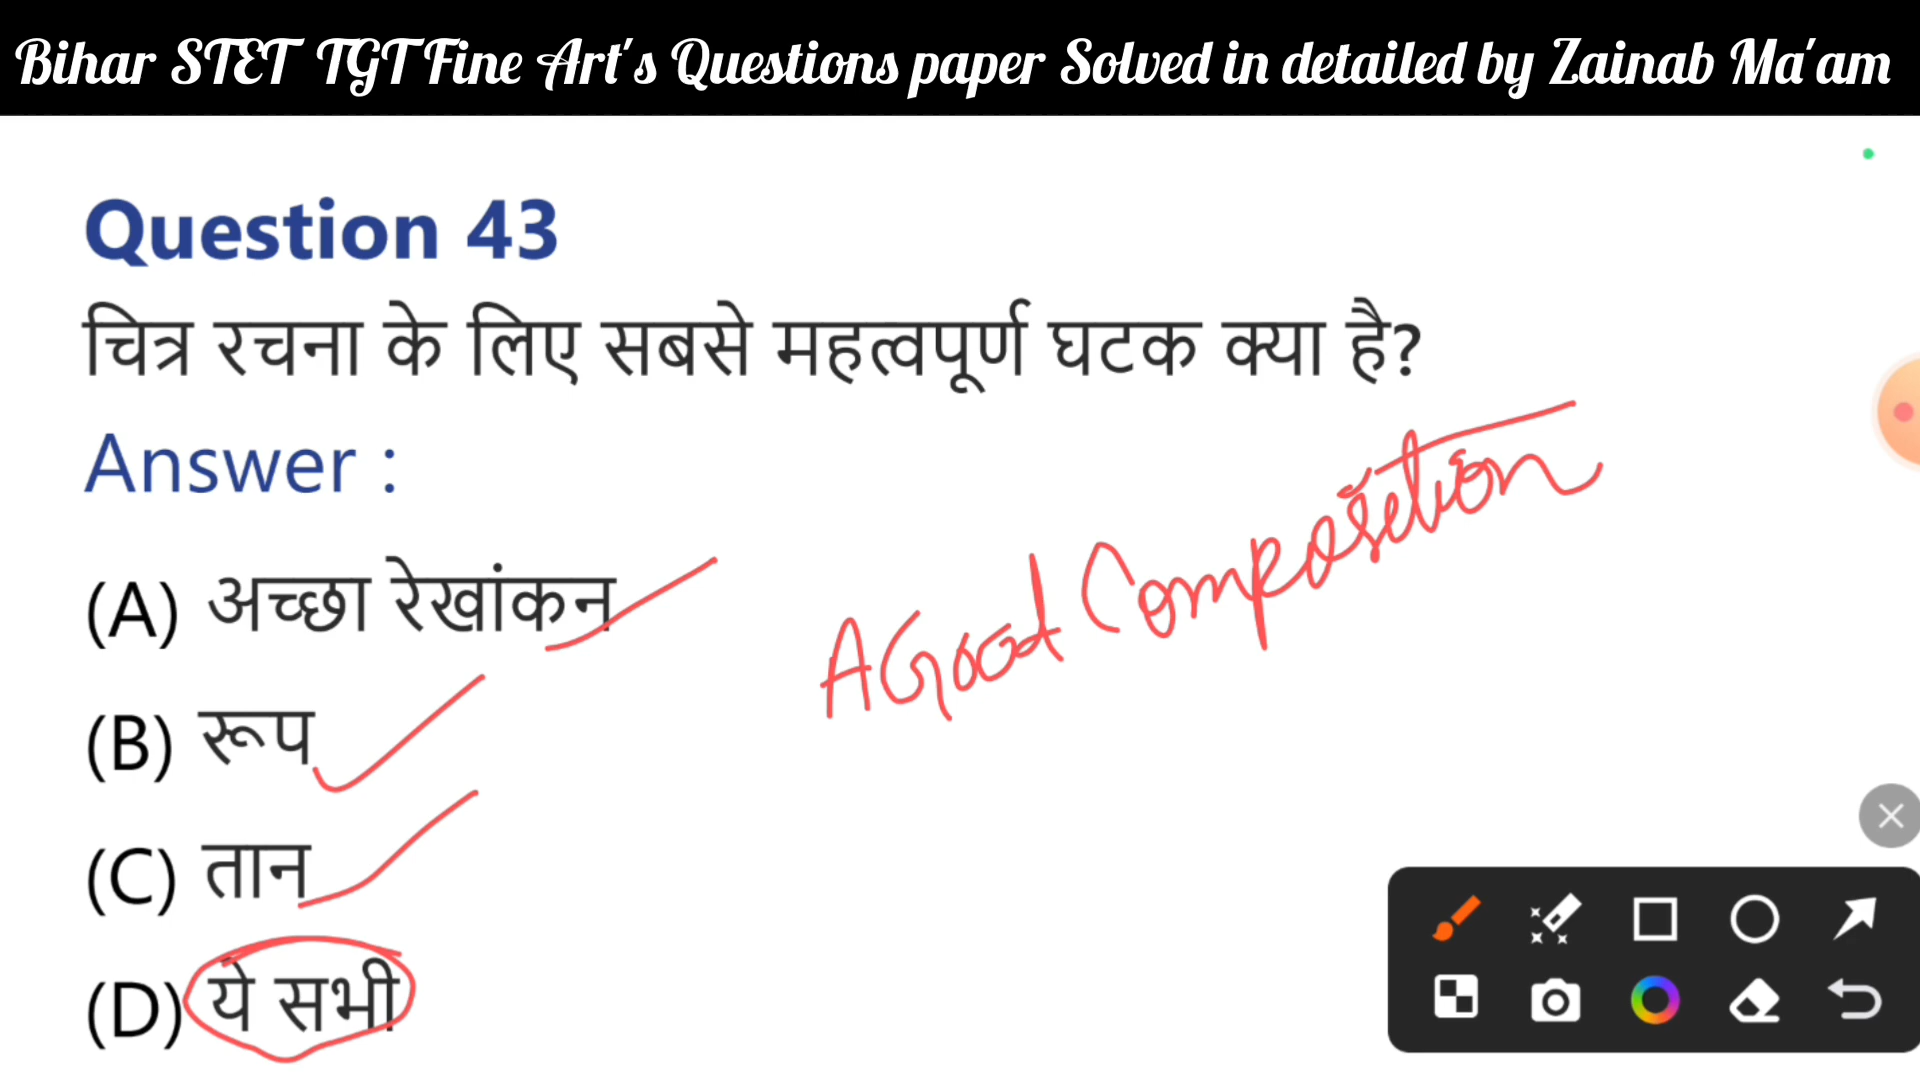 Bihar STET TGT Fine Art's Questions paper Solved in detailed by Zainab Ma'am
Question 43
चित्र रचना के लिए सबसे महत्वपूर्ण घटक क्या है?
Answer :
(A) अच्छा रेखांकन
(B) रूप
(C) तान
(D) ये सभी
A Good Composetion